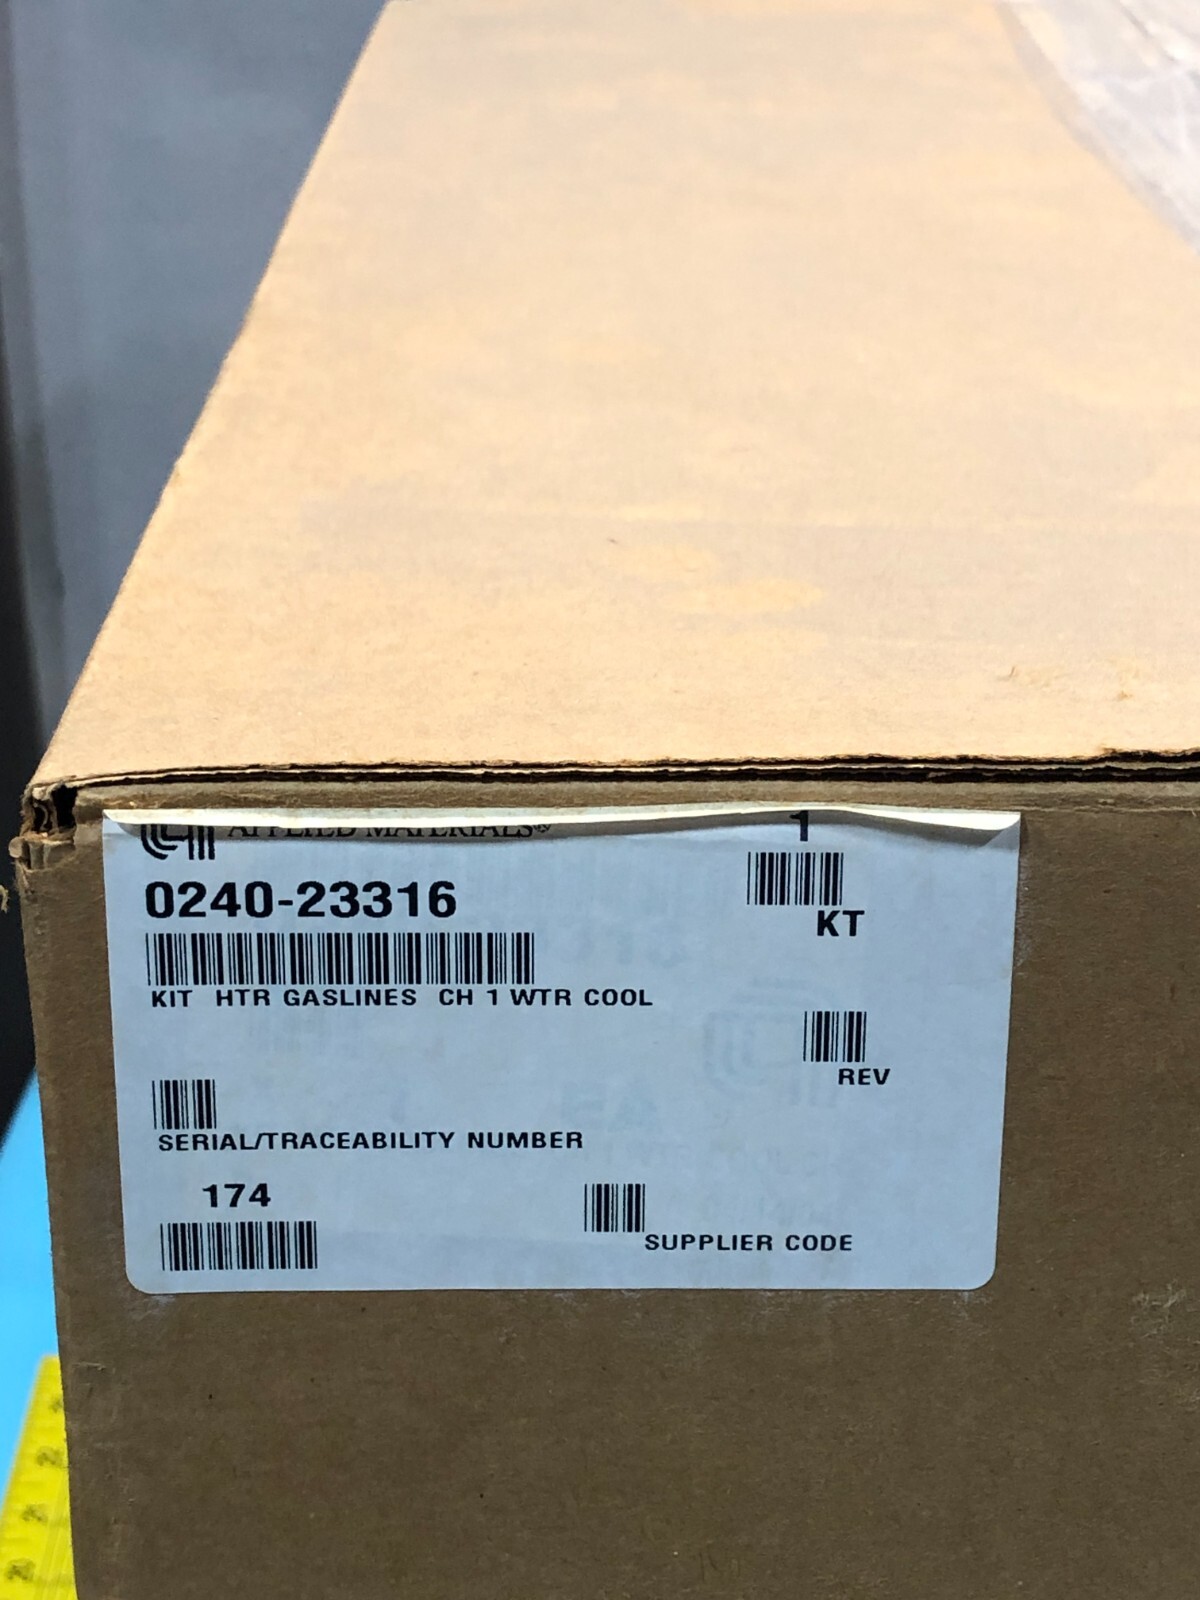 APPLIED MATERIALS®
1
0240-23316
KT
KIT HTR GASLINES CH 1 WTR COOL
REV
SERIAL/TRACEABILITY NUMBER
174
SUPPLIER CODE